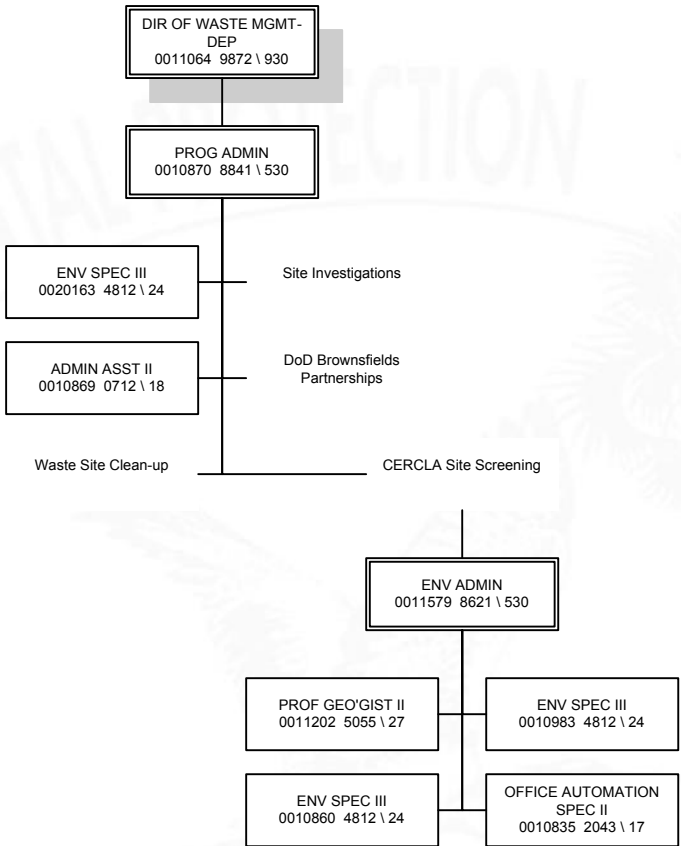 DIR OF WASTE MGMT-
DEP
0011064 9872 \ 930
PROG ADMIN
0010870 8841 \ 530
ENV SPEC III
0020163 4812 \ 24
Site Investigations
ADMIN ASST II
0010869 0712 \ 18
DoD Brownsfields
Partnerships
Waste Site Clean-up
CERCLA Site Screening
ENV ADMIN
0011579 8621 \ 530
PROF GEO'GIST II
0011202 5055 \ 27
ENV SPEC III
0010983 4812 \ 24
ENV SPEC III
0010860 4812 \ 24
OFFICE AUTOMATION
SPEC II
0010835 2043 \ 17